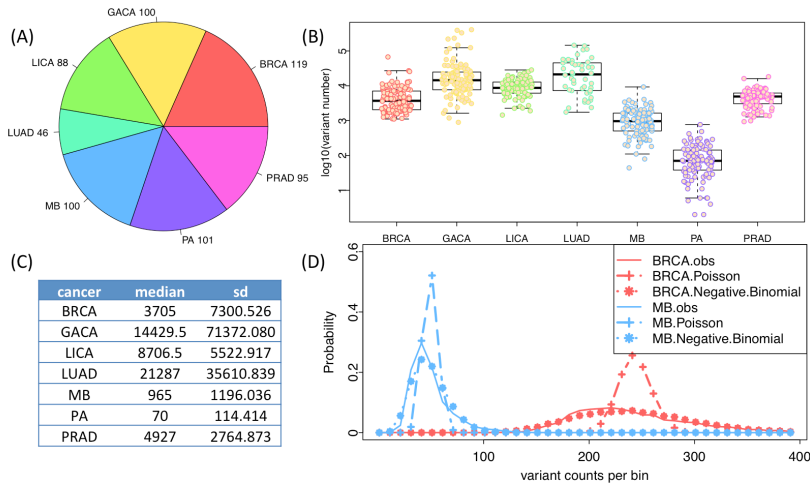 (A)
GACA 100
BRCA 119
LICA 88
LUAD 46
PRAD 95
MB 100
PA 101
(B)
log10(variant number)
5
4
3
2
1
BRCA GACA LICA LUAD MB PA PRAD
(C)
cancer median sd
BRCA 3705 7300.526
GACA 14429.5 71372.080
LICA 8706.5 5522.917
LUAD 21287 35610.839
MB 965 1196.036
PA 70 114.414
PRAD 4927 2764.873
(D)
Probability
0.6
0.4
0.2
0
BRCA.obs
BRCA.Poisson
BRCA.Negative.Binomial
MB.obs
MB.Poisson
MB.Negative.Binomial
100 200 300 400
variant counts per bin